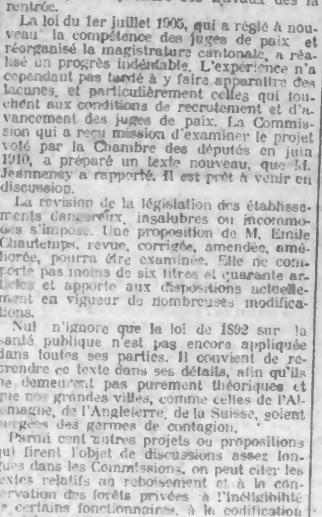 rentrée.
La loi du 1er juillet 1905, qui a réglé à nou-
veau la compétence des juges de paix et
réorganisé la magistrature cantonale, a réa-
lisé un progrès indéniable. L'expérience n'a
cependant pas tardé à y faire apparaître des
lacunes, et particulièrement celles qui tou-
chent aux conditions de recrutement et d'a-
vancement des juges de paix. La Commis-
sion qui a reçu mission d'examiner le projet
voté par la Chambre des députés en juin
1910, a préparé un texte nouveau, que M.
Jeanneney a rapporté. Il est prêt à venir en
discussion.
La revision de la législation des établisse-
ments dangereux, insalubres ou incommo-
des s'impose. Une proposition de M. Emile
Chautemps, revue, corrigée, amendée, amé-
liorée, pourra être examinée. Elle ne com-
porte pas moins de six titres et quarante ar-
ticles et apporte aux dispositions actuelle-
ment en vigueur de nombreuses modifica-
tions.
Nul n'ignore que la loi de 1892 sur la
santé publique n'est pas encore appliquée
dans toutes ses parties. Il convient de re-
prendre ce texte dans ses détails, afin qu'ils
ne demeurent pas purement théoriques et
que nos grandes villes, comme celles de l'Al-
magne, de l'Angleterre, de la Suisse, soient
purgées des germes de contagion.
Parmi cent autres projets ou propositions
qui firent l'objet de discussions assez lon-
gues dans les Commissions, on peut citer les
textes relatifs au reboisement et à la con-
servation des forêts privées à l'inéligibilité
certains fonctionnaires, à la codification